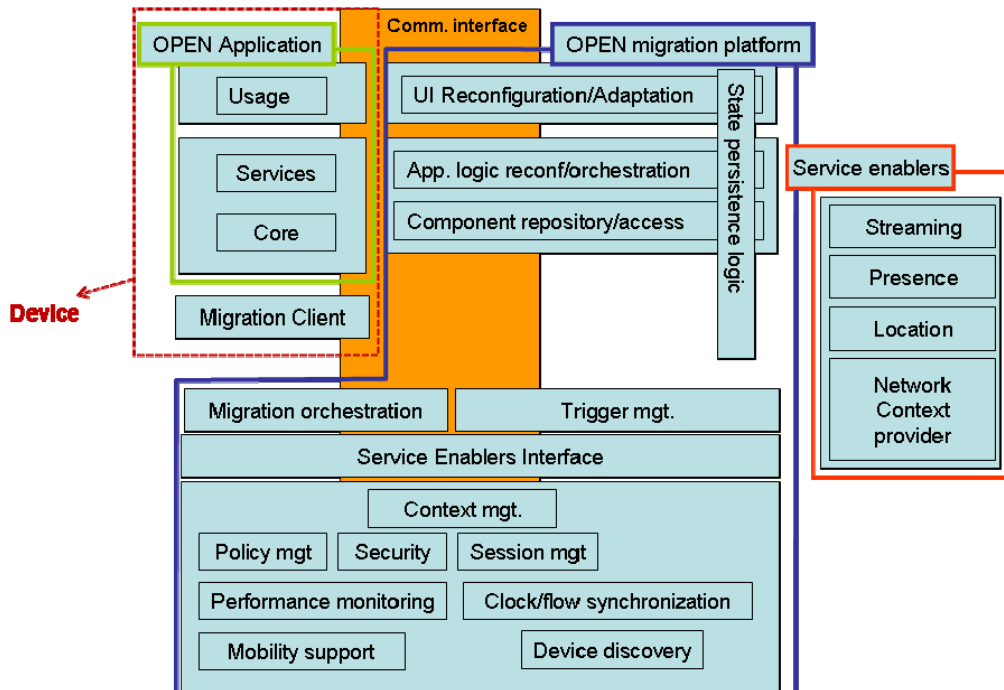 Comm. interface
OPEN Application
OPEN migration platform
Usage
UI Reconfiguration/Adaptation
State persistence logic
Services
App. logic reconf/orchestration
Service enablers
Core
Component repository/access
Streaming
Presence
Device
Migration Client
Location
Network
Context
provider
Migration orchestration
Trigger mgt.
Service Enablers Interface
Context mgt.
Policy mgt
Security
Session mgt
Performance monitoring
Clock/flow synchronization
Mobility support
Device discovery